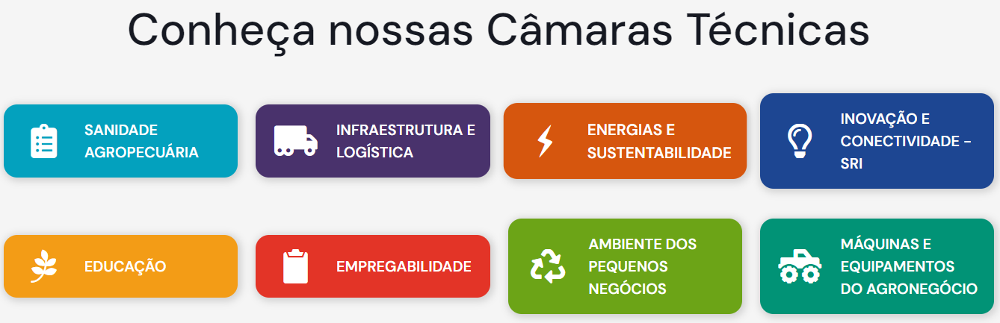 Conheça nossas Câmaras Técnicas
SANIDADE
AGROPECUÁRIA
INFRAESTRUTURA E
LOGÍSTICA
ENERGIAS E
SUSTENTABILIDADE
INOVAÇÃO E
CONECTIVIDADE –
SRI
EDUCAÇÃO
EMPREGABILIDADE
AMBIENTE DOS
PEQUENOS
NEGÓCIOS
MÁQUINAS E
EQUIPAMENTOS
DO AGRONEGÓCIO